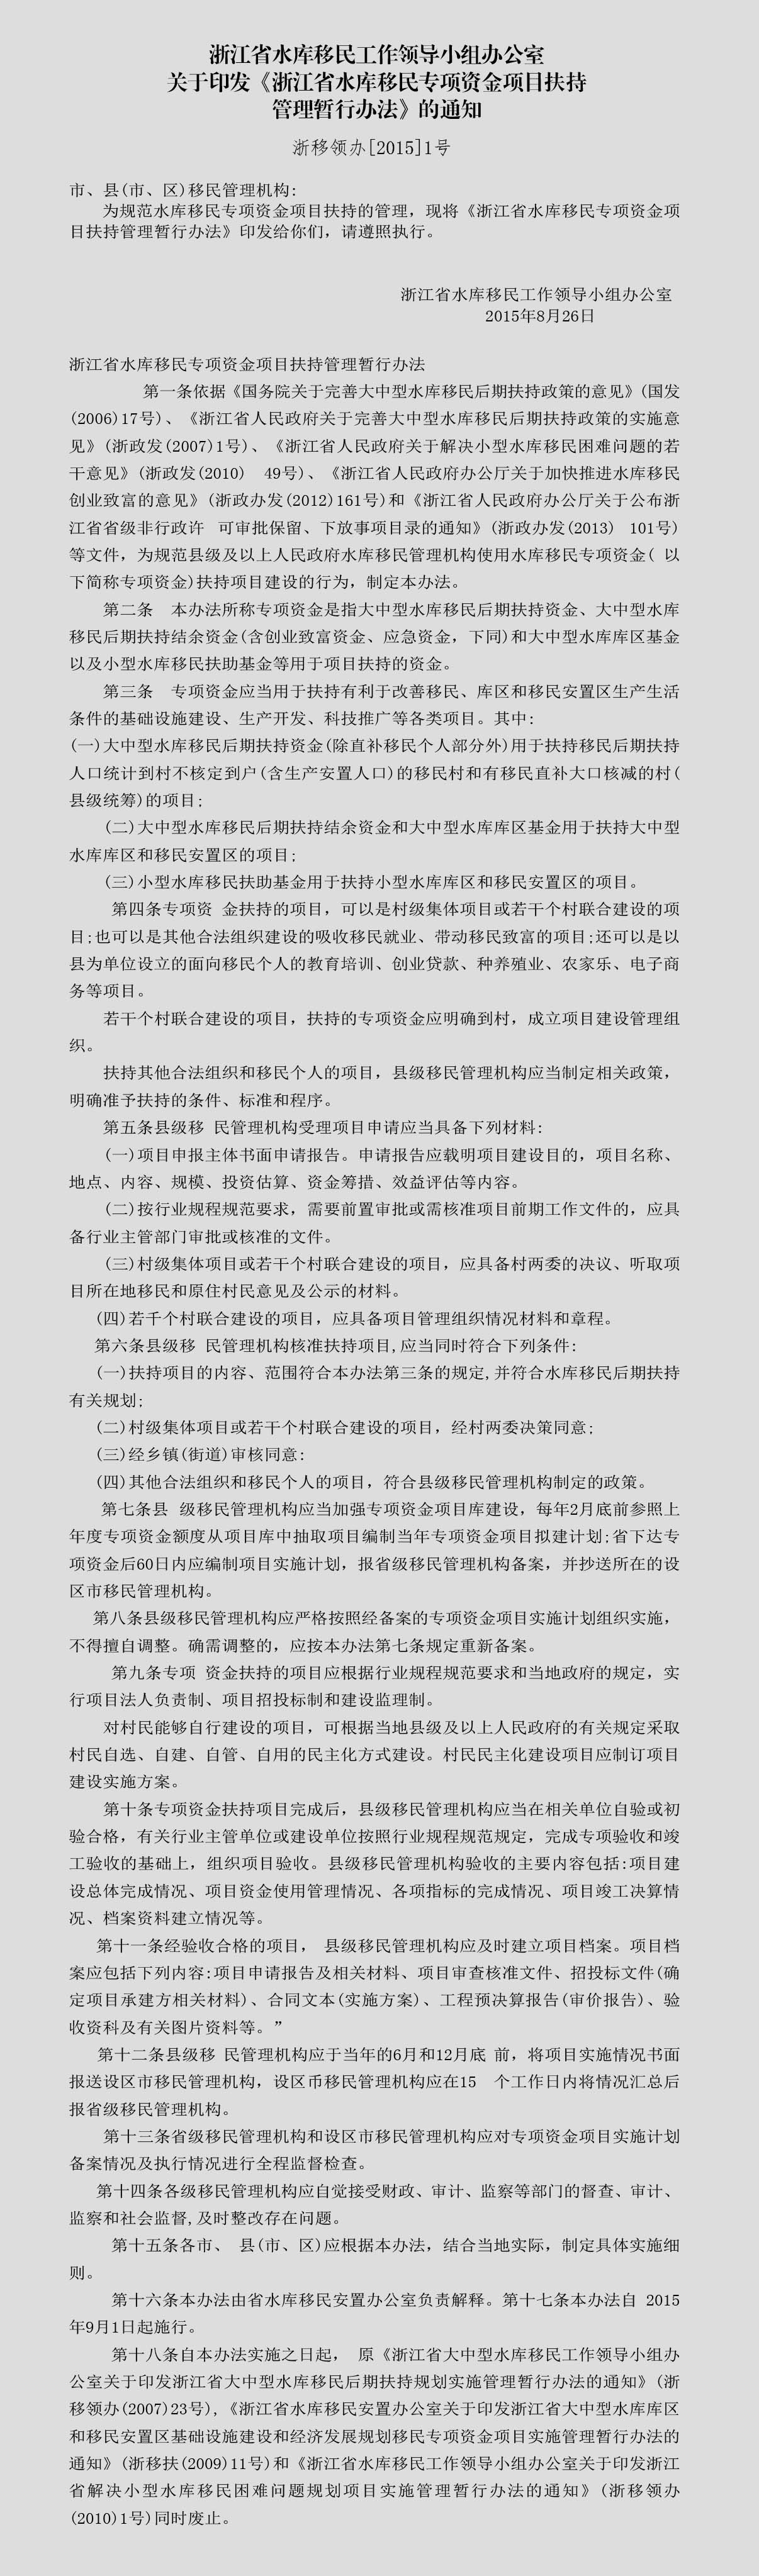 浙江省水库移民工作领导小组办公室
关于印发《浙江省水库移民专项资金项目扶持
管理暂行办法》的通知
浙移领办[2015]1号
市、县(市、区)移民管理机构:
为规范水库移民专项资金项目扶持的管理，现将《浙江省水库移民专项资金项
目扶持管理暂行办法》印发给你们，请遵照执行。
浙江省水库移民工作领导小组办公室
2015年8月26日
浙江省水库移民专项资金项目扶持管理暂行办法
第一条依据《国务院关于完善大中型水库移民后期扶持政策的意见》(国发
(2006)17号)、《浙江省人民政府关于完善大中型水库移民后期扶持政策的实施意
见》(浙政发(2007)1号)、《浙江省人民政府关于解决小型水库移民困难问题的若
干意见》(浙政发(2010) 49号)、《浙江省人民政府办公厅关于加快推进水库移民
创业致富的意见》(浙政办发(2012)161号)和《浙江省人民政府办公厅关于公布浙
江省省级非行政许 可审批保留、下放事项目录的通知》(浙政办发(2013) 101号)
等文件，为规范县级及以上人民政府水库移民管理机构使用水库移民专项资金( 以
下简称专项资金)扶持项目建设的行为，制定本办法。
第二条 本办法所称专项资金是指大中型水库移民后期扶持资金、大中型水库
移民后期扶持结余资金(含创业致富资金、应急资金，下同)和大中型水库库区基金
以及小型水库移民扶助基金等用于项目扶持的资金。
第三条 专项资金应当用于扶持有利于改善移民、库区和移民安置区生产生活
条件的基础设施建设、生产开发、科技推广等各类项目。其中:
(一)大中型水库移民后期扶持资金(除直补移民个人部分外)用于扶持移民后期扶持
人口统计到村不核定到户(含生产安置人口)的移民村和有移民直补大口核减的村(
县级统筹)的项目;
(二)大中型水库移民后期扶持结余资金和大中型水库库区基金用于扶持大中型
水库库区和移民安置区的项目;
(三)小型水库移民扶助基金用于扶持小型水库库区和移民安置区的项目。
第四条专项资 金扶持的项目，可以是村级集体项目或若干个村联合建设的项
目;也可以是其他合法组织建设的吸收移民就业、带动移民致富的项目;还可以是以
县为单位设立的面向移民个人的教育培训、创业贷款、种养殖业、农家乐、电子商
务等项目。
若干个村联合建设的项目，扶持的专项资金应明确到村，成立项目建设管理组
织。
扶持其他合法组织和移民个人的项目，县级移民管理机构应当制定相关政策，
明确准予扶持的条件、标准和程序。
第五条县级移 民管理机构受理项目申请应当具备下列材料:
(一)项目申报主体书面申请报告。申请报告应载明项目建设目的，项目名称、
地点、内容、规模、投资估算、资金筹措、效益评估等内容。
(二)按行业规程规范要求，需要前置审批或需核准项目前期工作文件的，应具
备行业主管部门审批或核准的文件。
(三)村级集体项目或若干个村联合建设的项目，应具备村两委的决议、听取项
目所在地移民和原住村民意见及公示的材料。
(四)若千个村联合建设的项目，应具备项目管理组织情况材料和章程。
第六条县级移 民管理机构核准扶持项目,应当同时符合下列条件:
(一)扶持项目的内容、范围符合本办法第三条的规定,并符合水库移民后期扶持
有关规划;
(二)村级集体项目或若干个村联合建设的项目，经村两委决策同意;
(三)经乡镇(街道)审核同意:
(四)其他合法组织和移民个人的项目，符合县级移民管理机构制定的政策。
第七条县 级移民管理机构应当加强专项资金项目库建设，每年2月底前参照上
年度专项资金额度从项目库中抽取项目编制当年专项资金项目拟建计划;省下达专
项资金后60日内应编制项目实施计划，报省级移民管理机构备案，并抄送所在的设
区市移民管理机构。
第八条县级移民管理机构应严格按照经备案的专项资金项目实施计划组织实施，
不得擅自调整。确需调整的，应按本办法第七条规定重新备案。
第九条专项 资金扶持的项目应根据行业规程规范要求和当地政府的规定，实
行项目法人负责制、项目招投标制和建设监理制。
对村民能够自行建设的项目，可根据当地县级及以上人民政府的有关规定采取
村民自选、自建、自管、自用的民主化方式建设。村民民主化建设项目应制订项目
建设实施方案。
第十条专项资金扶持项目完成后，县级移民管理机构应当在相关单位自验或初
验合格，有关行业主管单位或建设单位按照行业规程规范规定，完成专项验收和竣
工验收的基础上，组织项目验收。县级移民管理机构验收的主要内容包括:项目建
设总体完成情况、项目资金使用管理情况、各项指标的完成情况、项目竣工决算情
况、档案资料建立情况等。
第十一条经验收合格的项目， 县级移民管理机构应及时建立项目档案。项目档
案应包括下列内容:项目申请报告及相关材料、项目审查核准文件、招投标文件(确
定项目承建方相关材料)、合同文本(实施方案)、工程预决算报告(审价报告)、验
收资科及有关图片资料等。”
第十二条县级移 民管理机构应于当年的6月和12月底 前，将项目实施情况书面
报送设区市移民管理机构，设区币移民管理机构应在15 个工作日内将情况汇总后
报省级移民管理机构。
第十三条省级移民管理机构和设区市移民管理机构应对专项资金项目实施计划
备案情况及执行情况进行全程监督检查。
第十四条各级移民管理机构应自觉接受财政、审计、监察等部门的督查、审计、
监察和社会监督,及时整改存在问题。
第十五条各市、 县(市、区)应根据本办法，结合当地实际，制定具体实施细
则。
第十六条本办法由省水库移民安置办公室负责解释。第十七条本办法自 2015
年9月1日起施行。
第十八条自本办法实施之日起， 原《浙江省大中型水库移民工作领导小组办
公室关于印发浙江省大中型水库移民后期扶持规划实施管理暂行办法的通知》(浙
移领办(2007)23号),《浙江省水库移民安置办公室关于印发浙江省大中型水库库区
和移民安置区基础设施建设和经济发展规划移民专项资金项目实施管理暂行办法的
通知》(浙移扶(2009)11号)和《浙江省水库移民工作领导小组办公室关于印发浙江
省解决小型水库移民困难问题规划项目实施管理暂行办法的通知》(浙移领办
(2010)1号)同时废止。